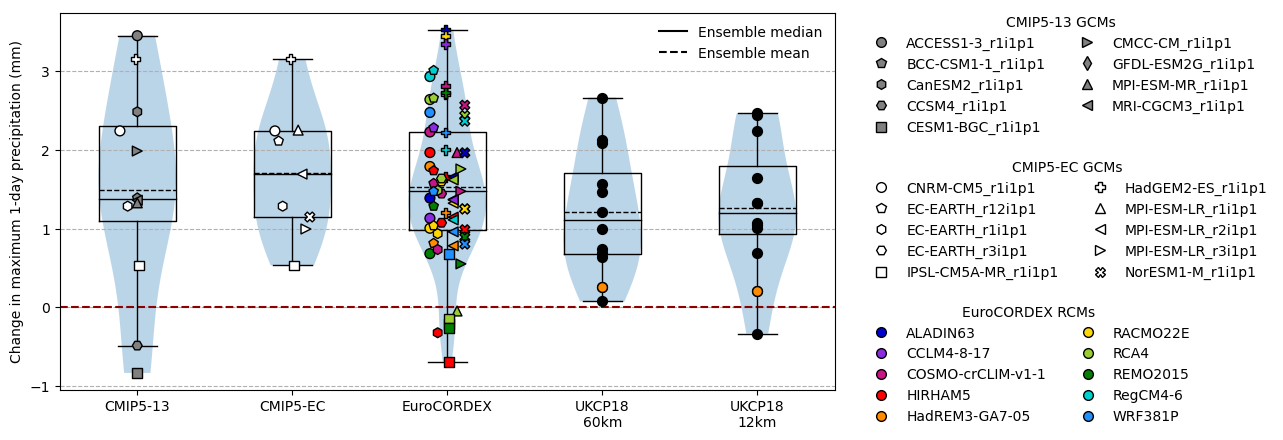 Change in maximum 1-day precipitation (mm)
3
2
1
0
−1
Ensemble median
Ensemble mean
CMIP5-13
CMIP5-EC
EuroCORDEX
UKCP18
60km
UKCP18
12km
CMIP5-13 GCMs
ACCESS1-3_r1i1p1
BCC-CSM1-1_r1i1p1
CanESM2_r1i1p1
CCSM4_r1i1p1
CESM1-BGC_r1i1p1
CMCC-CM_r1i1p1
GFDL-ESM2G_r1i1p1
MPI-ESM-MR_r1i1p1
MRI-CGCM3_r1i1p1
CMIP5-EC GCMs
CNRM-CM5_r1i1p1
EC-EARTH_r12i1p1
EC-EARTH_r1i1p1
EC-EARTH_r3i1p1
IPSL-CM5A-MR_r1i1p1
HadGEM2-ES_r1i1p1
MPI-ESM-LR_r1i1p1
MPI-ESM-LR_r2i1p1
MPI-ESM-LR_r3i1p1
NorESM1-M_r1i1p1
EuroCORDEX RCMs
ALADIN63
CCLM4-8-17
COSMO-crCLIM-v1-1
HIRHAM5
HadREM3-GA7-05
RACMO22E
RCA4
REMO2015
RegCM4-6
WRF381P